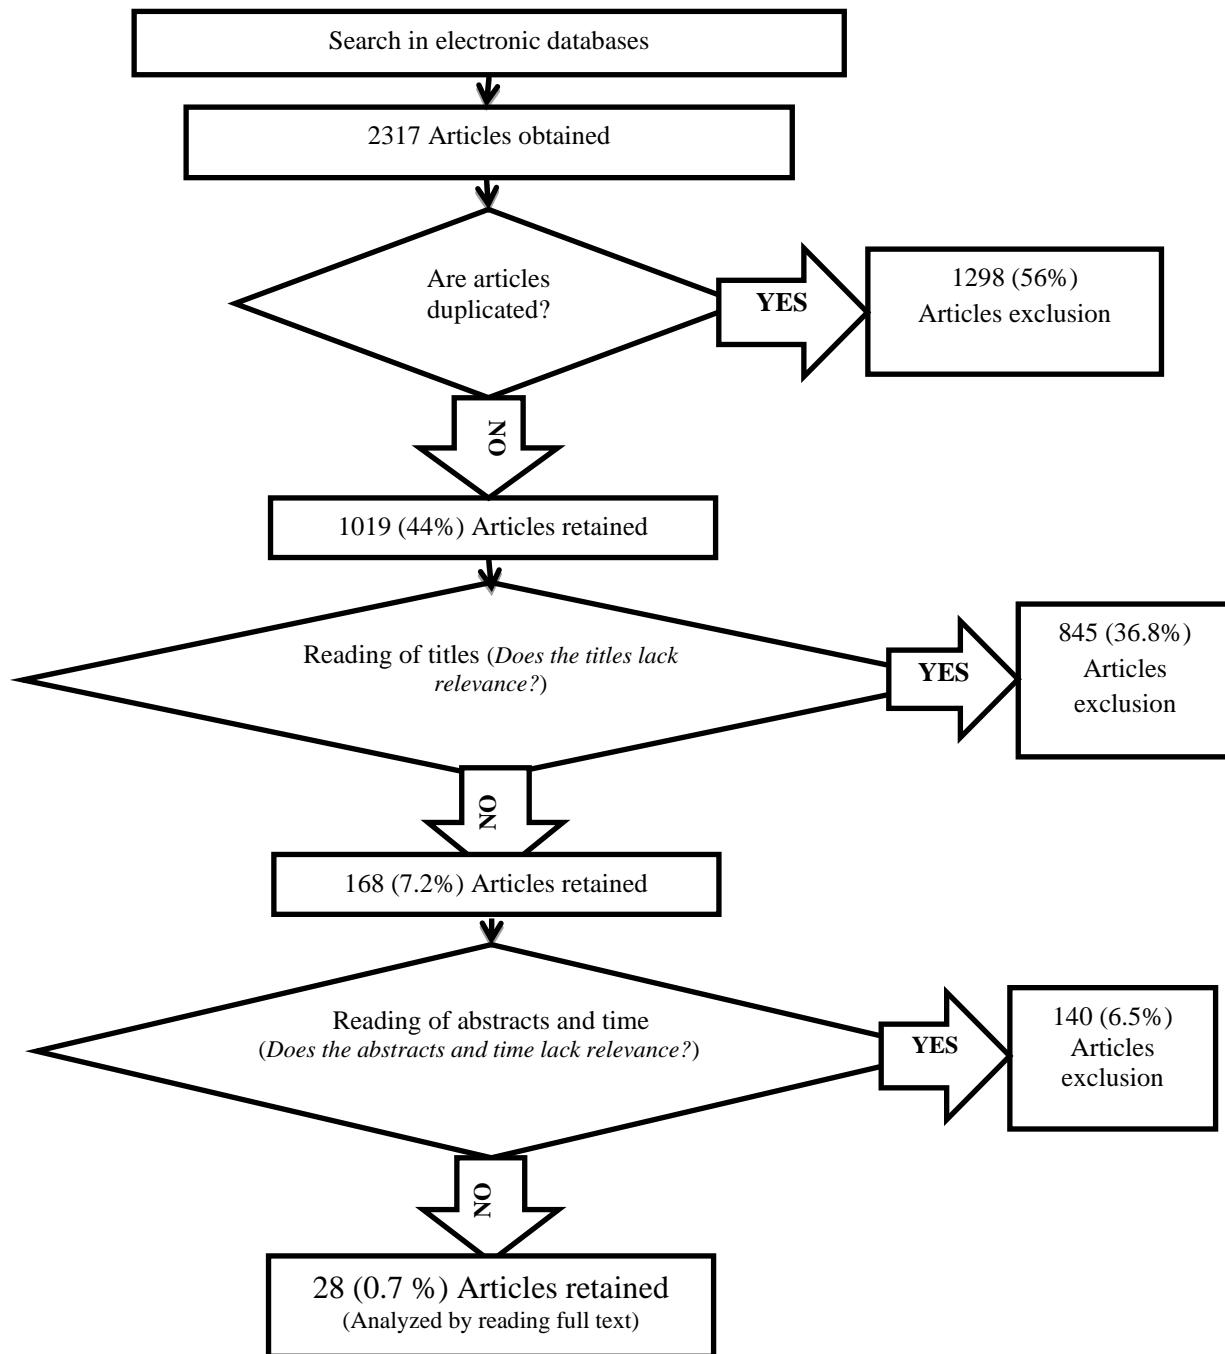 Search in electronic databases
2317 Articles obtained
Are articles
duplicated?
YES
1298 (56%)
Articles exclusion
NO
1019 (44%) Articles retained
Reading of titles (Does the titles lack
relevance?)
YES
845 (36.8%)
Articles
exclusion
NO
168 (7.2%) Articles retained
Reading of abstracts and time
(Does the abstracts and time lack relevance?)
YES
140 (6.5%)
Articles
exclusion
NO
28 (0.7 %) Articles retained
(Analyzed by reading full text)